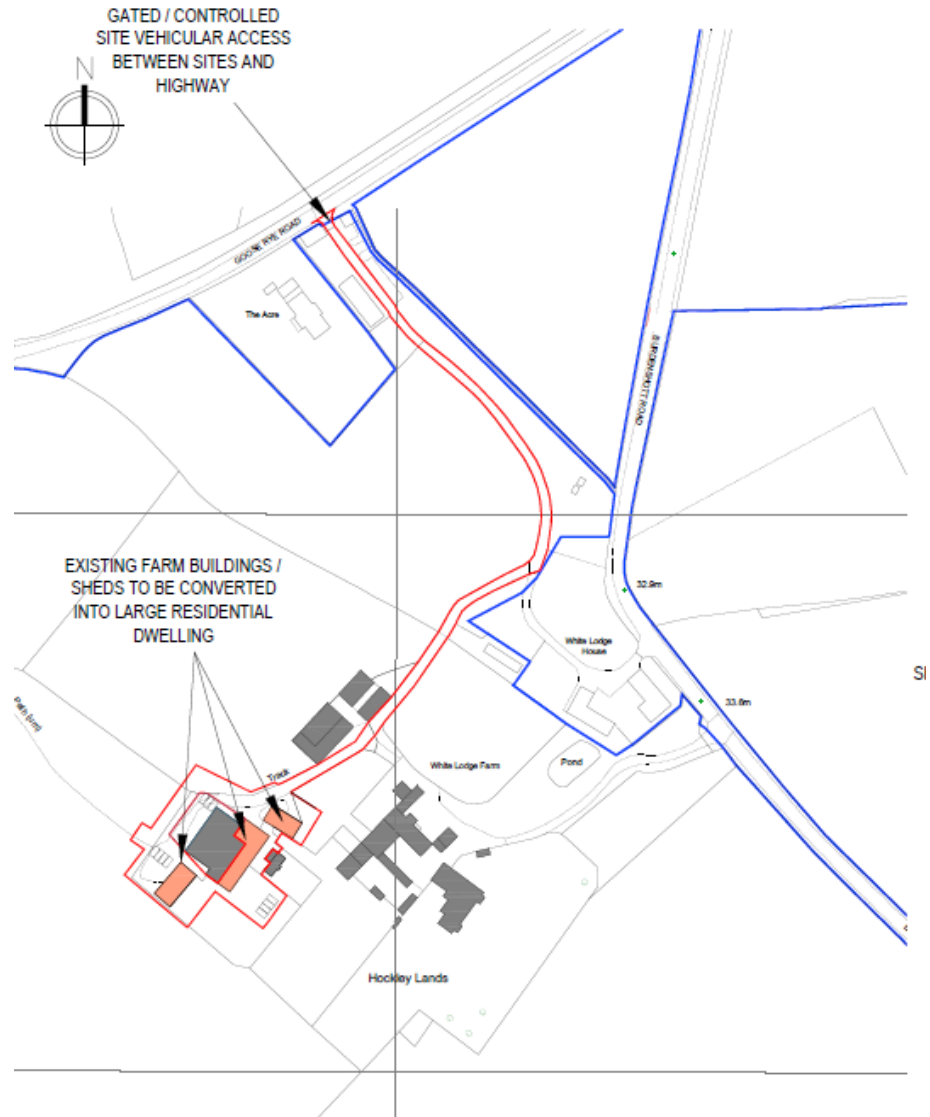 GATED / CONTROLLED
SITE VEHICULAR ACCESS
BETWEEN SITES AND
HIGHWAY
N
GOOSE RYE ROAD
The Acre
BURDENSHOTT ROAD
EXISTING FARM BUILDINGS /
SHEDS TO BE CONVERTED
INTO LARGE RESIDENTIAL
DWELLING
32.9m
White Lodge
House
33.8m
Path (um)
White Lodge Farm
Pond
Track
Hockley Lands